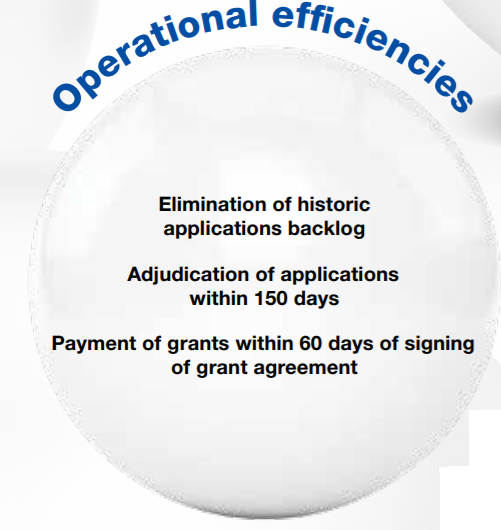 Operational efficiencies
Elimination of historic
applications backlog
Adjudication of applications
within 150 days
Payment of grants within 60 days of signing
of grant agreement